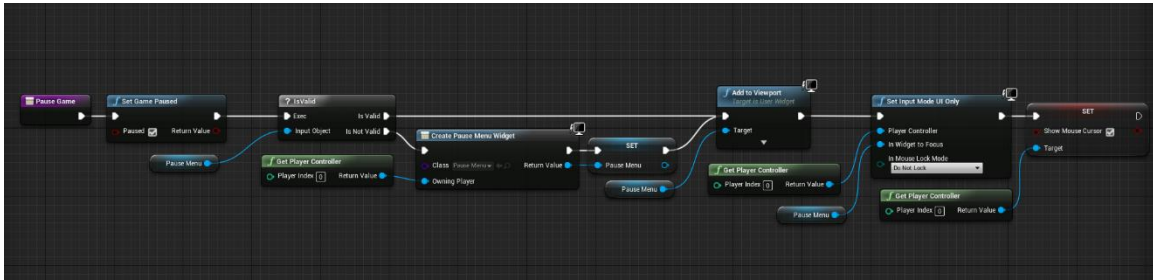 Pause Game
Set Game Paused
Paused
Return Value
Pause Menu
? IsValid
Exec
Is Valid
Input Object
Is Not Valid
Get Player Controller
Player Index 0
Return Value
Create Pause Menu Widget
Class Pause Menu
Return Value
Owning Player
SET
Pause Menu
Pause Menu
Add to Viewport
Target is User Widget
Target
Get Player Controller
Player Index 0
Return Value
Pause Menu
Set Input Mode UI Only
Player Controller
In Widget to Focus
In Mouse Lock Mode
Do Not Lock
Get Player Controller
Player Index 0
Return Value
SET
Show Mouse Cursor
Target